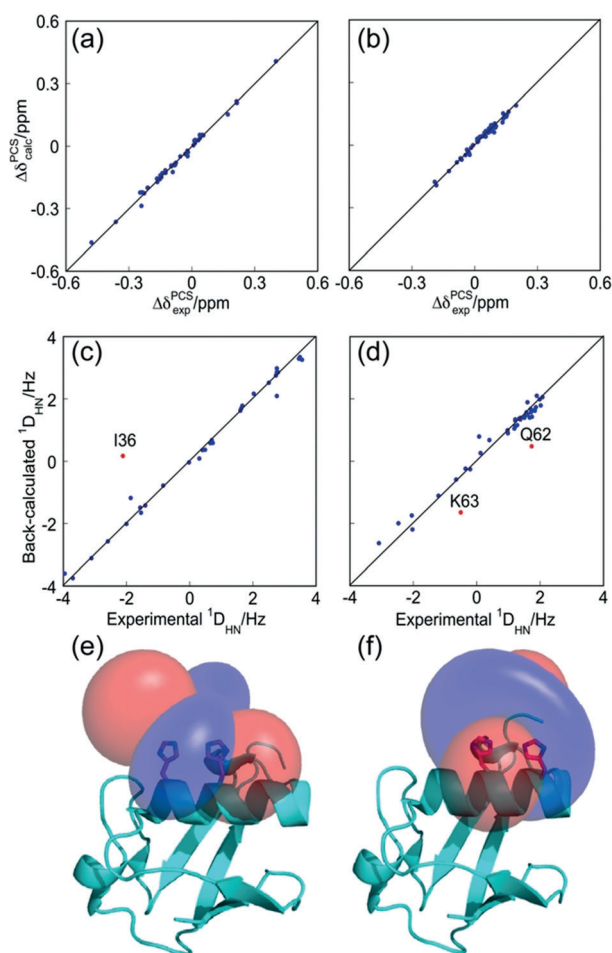 (a)
(b)
0.6
0.3
0
-0.3
-0.6
Δδ^PCS_calc/ppm
-0.6 -0.3 0 0.3 0.6
-0.6 -0.3 0 0.3 0.6
Δδ^PCS_exp/ppm
Δδ^PCS_exp/ppm
(c)
(d)
4
2
0
-2
-4
Back-calculated ^1D_HN/Hz
I36
Q62
K63
-4 -2 0 2 4
-4 -2 0 2 4
Experimental ^1D_HN/Hz
Experimental ^1D_HN/Hz
(e)
(f)